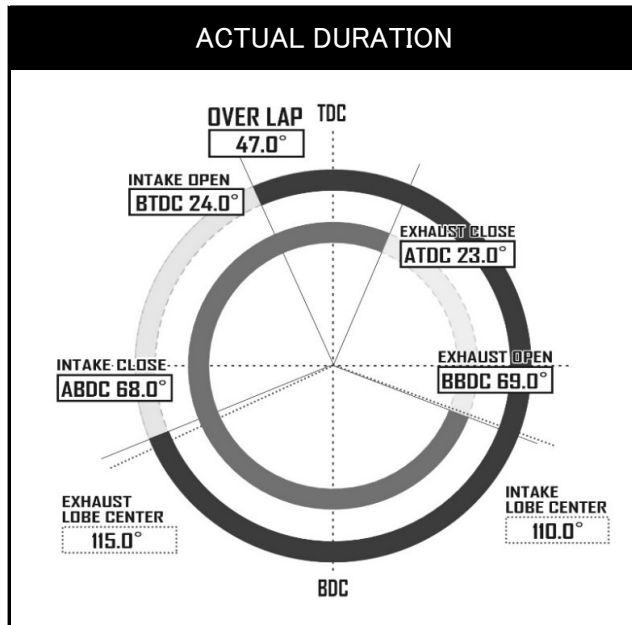 ACTUAL DURATION
OVER LAP
47.0°
TDC
INTAKE OPEN
BTDC 24.0°
EXHAUST CLOSE
ATDC 23.0°
INTAKE CLOSE
ABDC 68.0°
EXHAUST OPEN
BBDC 69.0°
EXHAUST
LOBE CENTER
115.0°
INTAKE
LOBE CENTER
110.0°
BDC